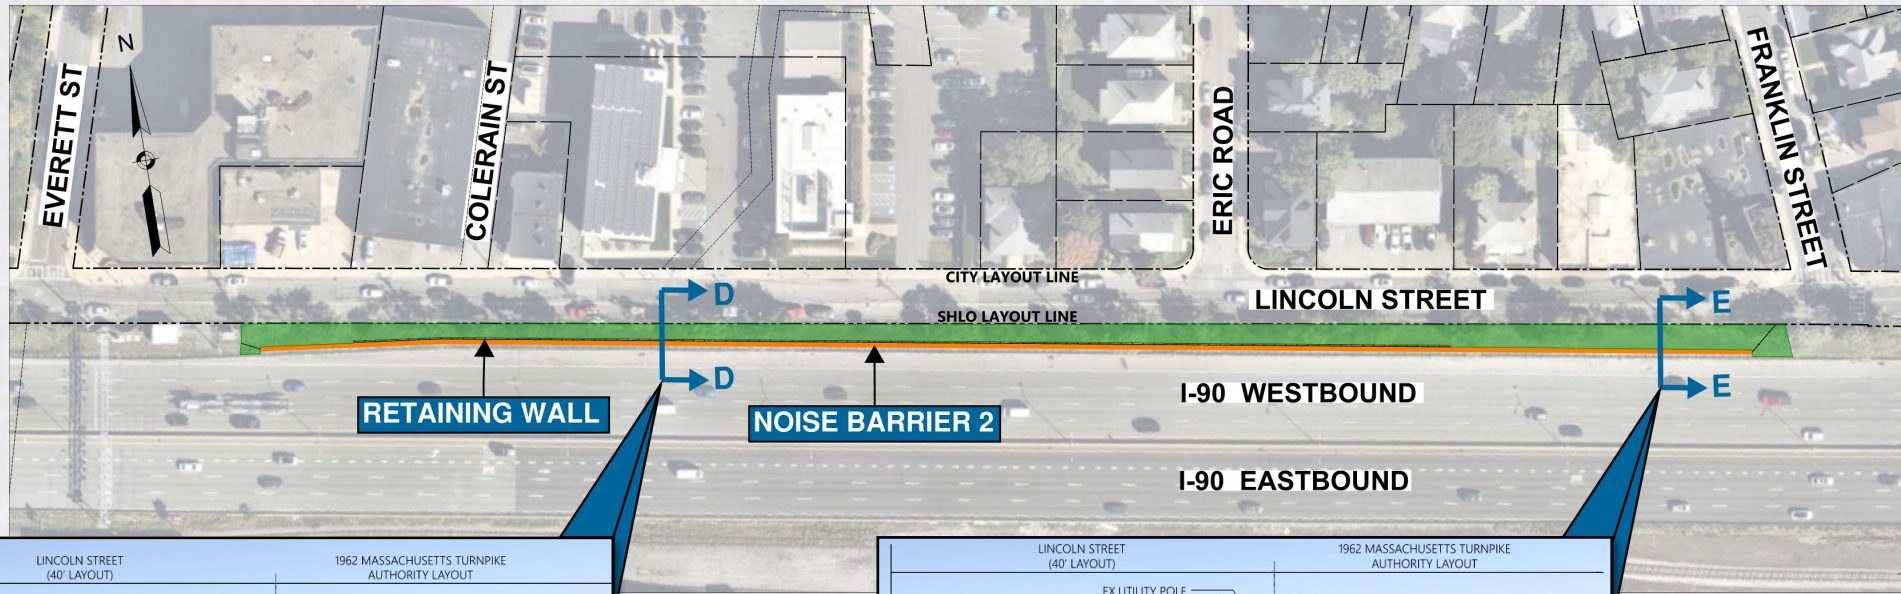 N
EVERETT ST
COLERAIN ST
ERIC ROAD
FRANKLIN STREET
CITY LAYOUT LINE
LINCOLN STREET
SHLO LAYOUT LINE
D
D
E
E
RETAINING WALL
NOISE BARRIER 2
I-90 WESTBOUND
I-90 EASTBOUND
LINCOLN STREET
(40' LAYOUT)
1962 MASSACHUSETTS TURNPIKE
AUTHORITY LAYOUT
LINCOLN STREET
(40' LAYOUT)
1962 MASSACHUSETTS TURNPIKE
AUTHORITY LAYOUT
EX UTILITY POLE